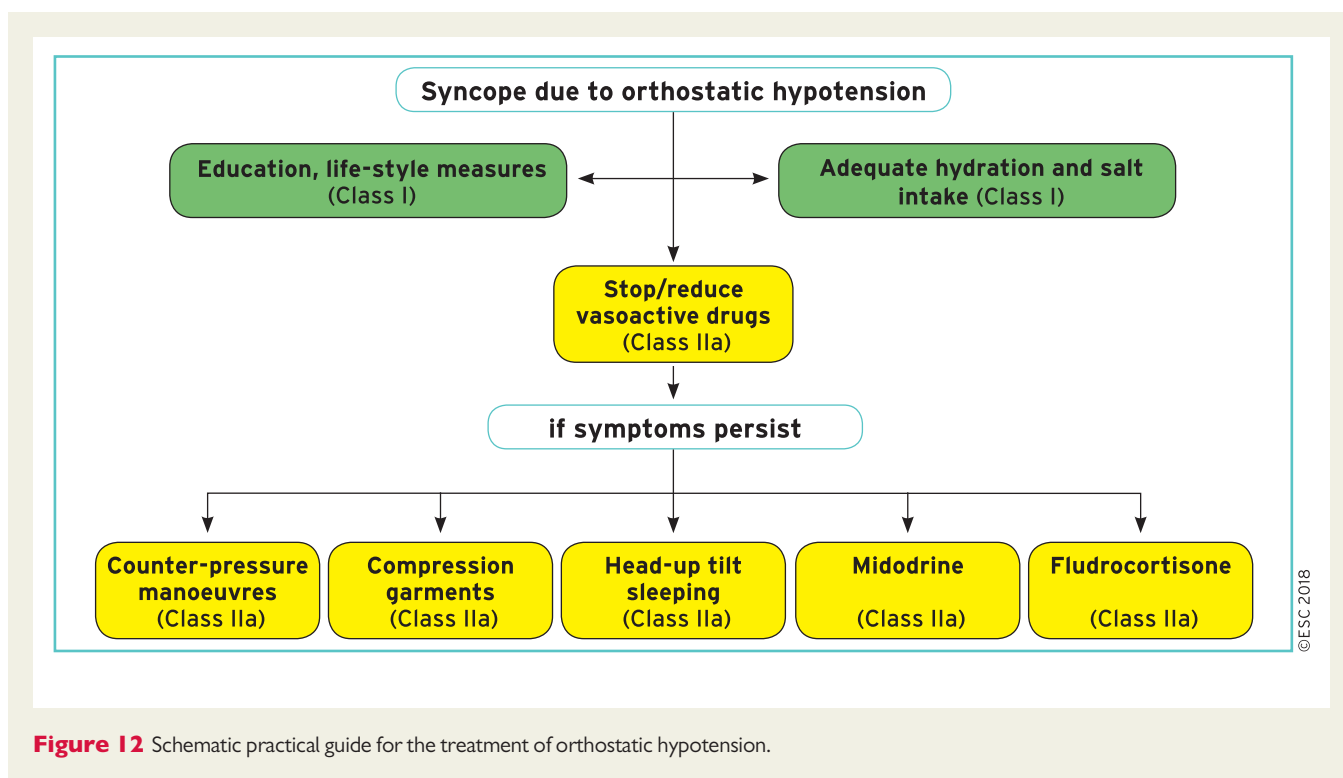 Syncope due to orthostatic hypotension
Education, life-style measures
(Class I)
Adequate hydration and salt
intake (Class I)
Stop/reduce
vasoactive drugs
(Class IIa)
if symptoms persist
Counter-pressure
manoeuvres
(Class IIa)
Compression
garments
(Class IIa)
Head-up tilt
sleeping
(Class IIa)
Midodrine
(Class IIa)
Fludrocortisone
(Class IIa)
©ESC 2018
Figure 12 Schematic practical guide for the treatment of orthostatic hypotension.